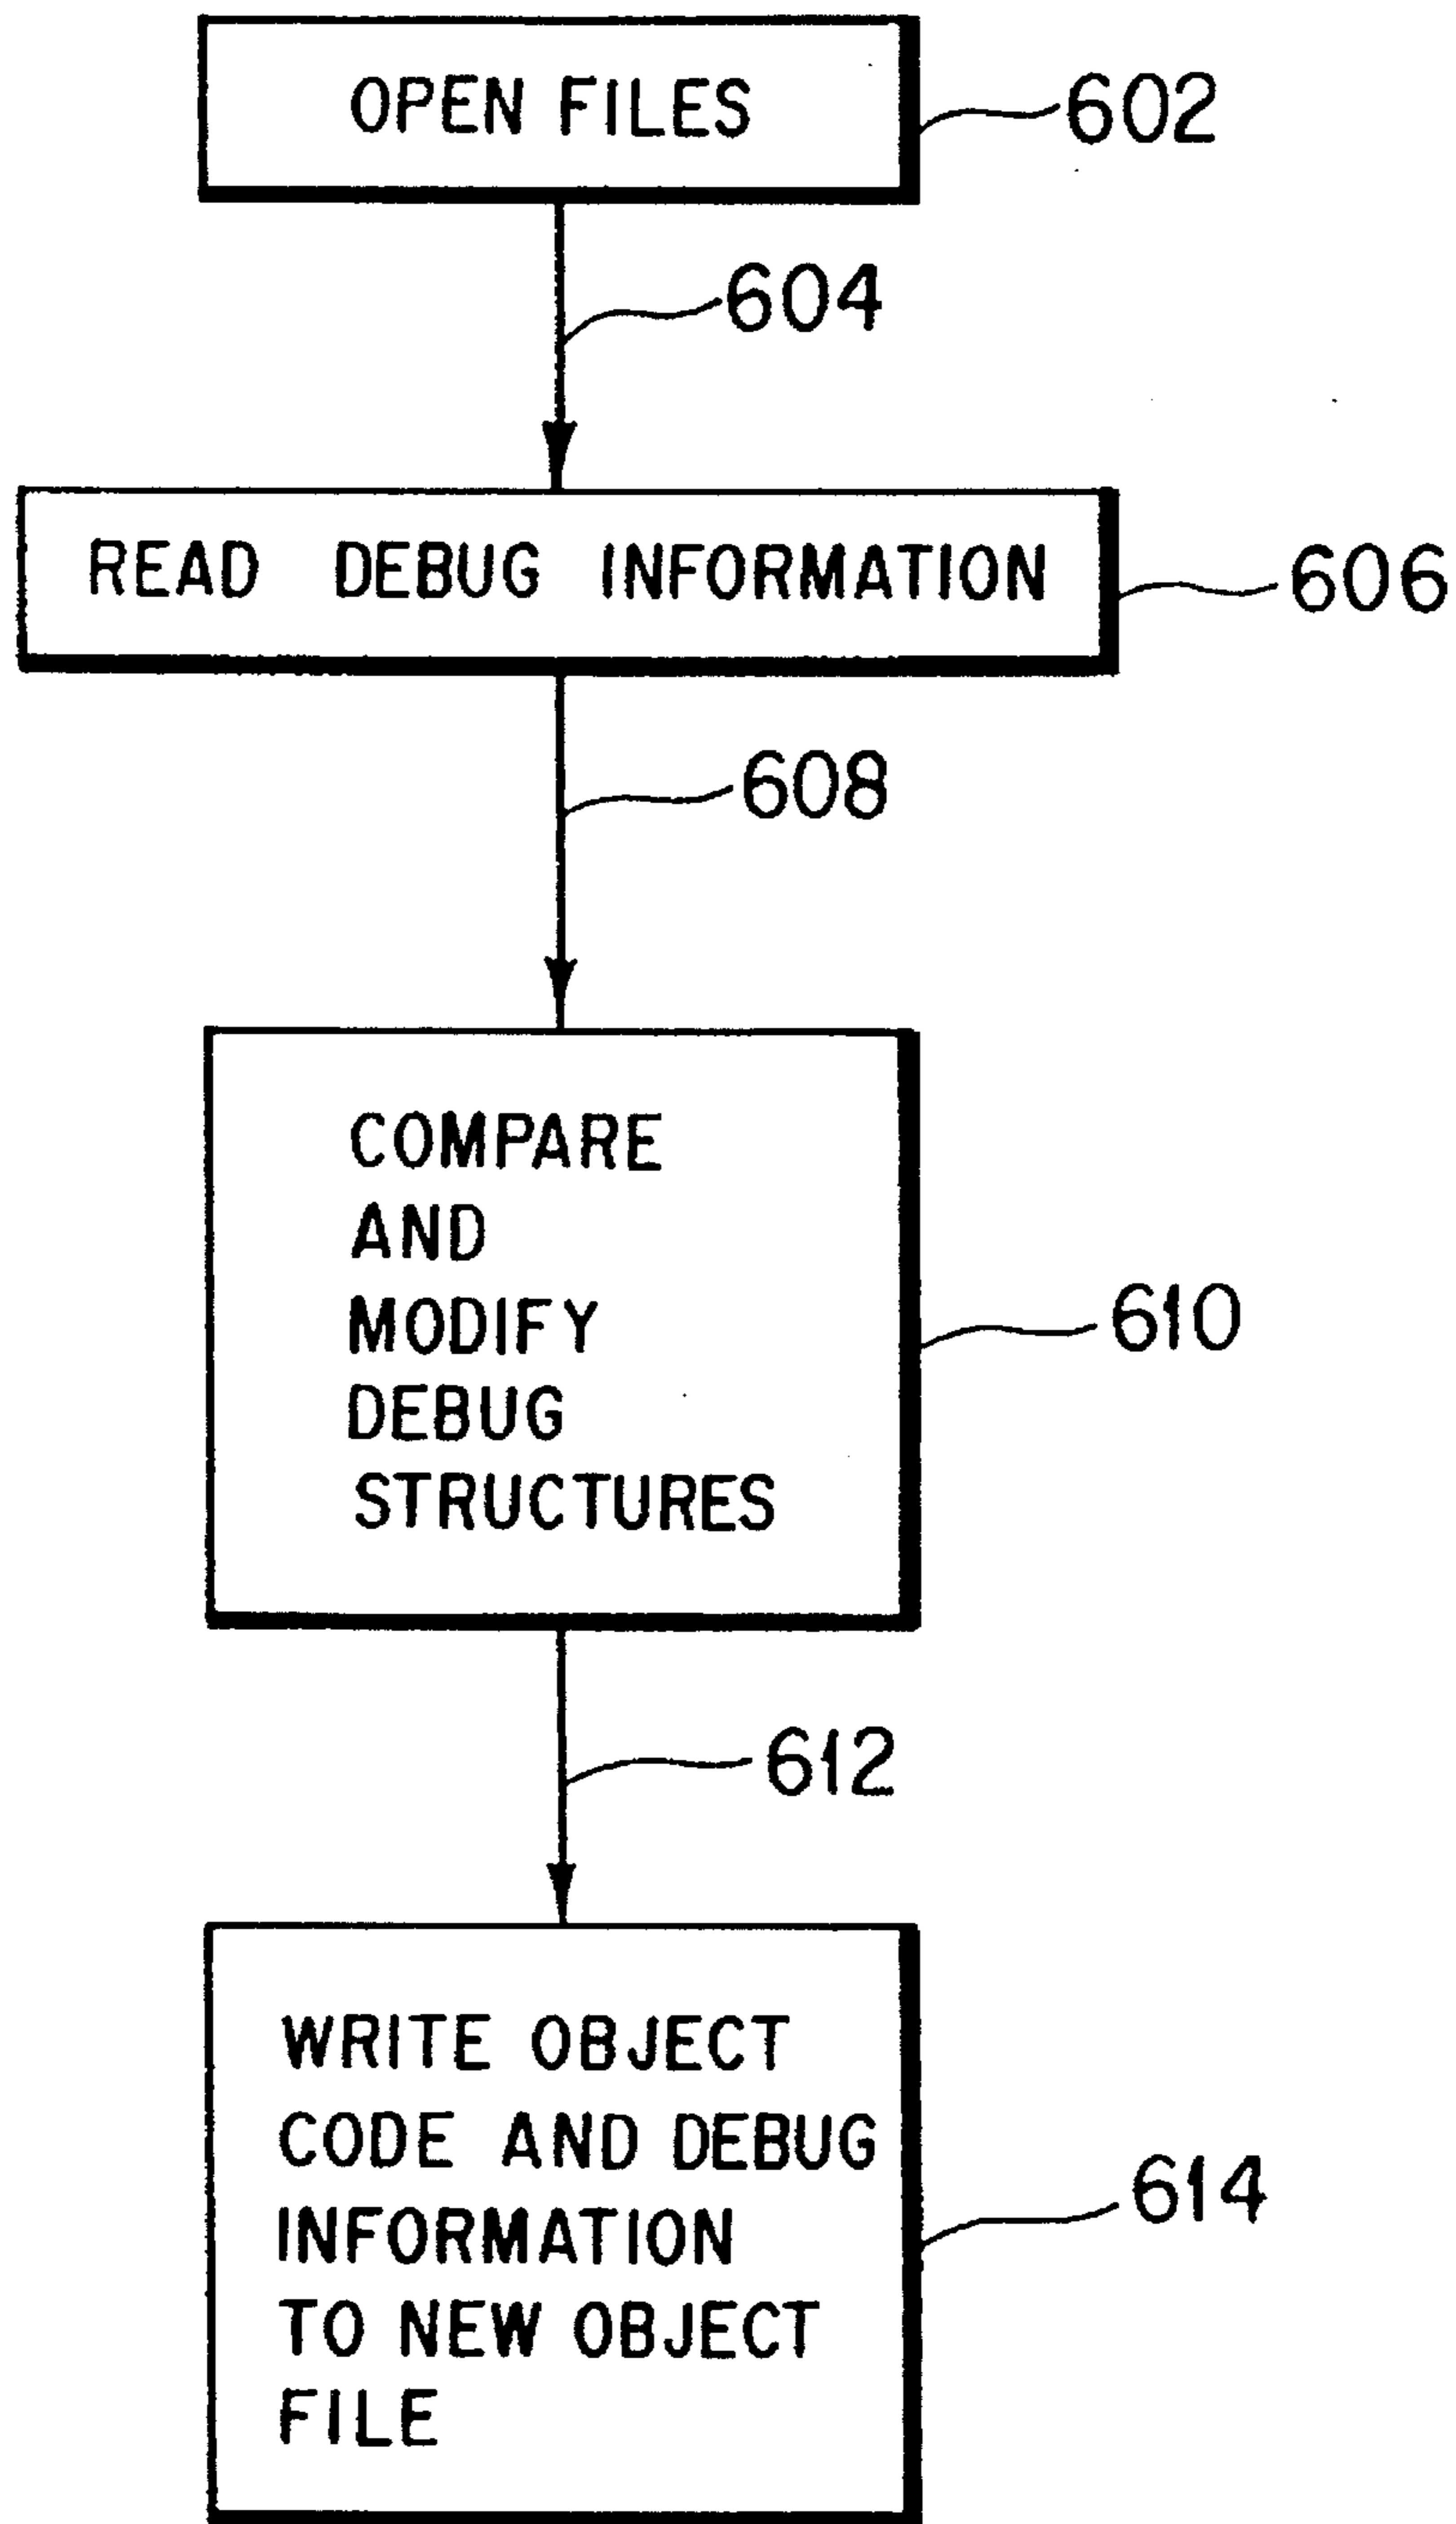 OPEN FILES
602
604
READ DEBUG INFORMATION
606
608
COMPARE
AND
MODIFY
DEBUG
STRUCTURES
610
612
WRITE OBJECT
CODE AND DEBUG
INFORMATION
TO NEW OBJECT
FILE
614